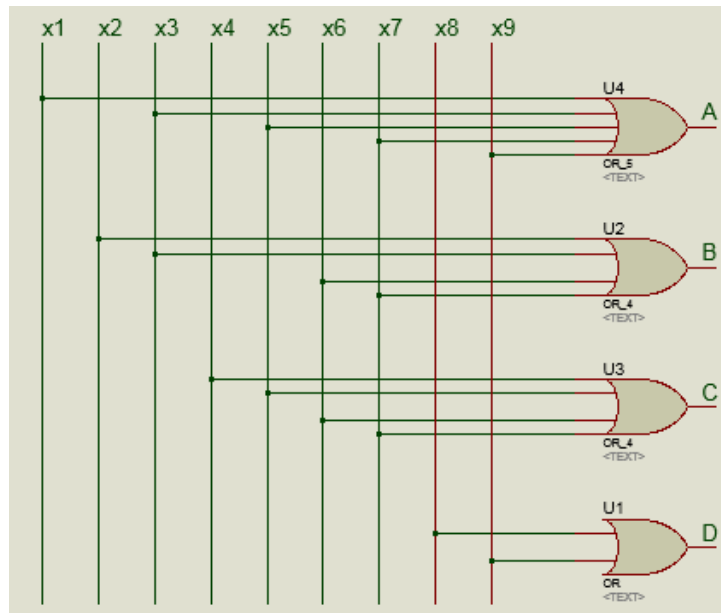 x1 x2 x3 x4 x5 x6 x7 x8 x9
U4
A
OR_5
<TEXT>
U2
B
OR_4
<TEXT>
U3
C
OR_4
<TEXT>
U1
D
OR
<TEXT>